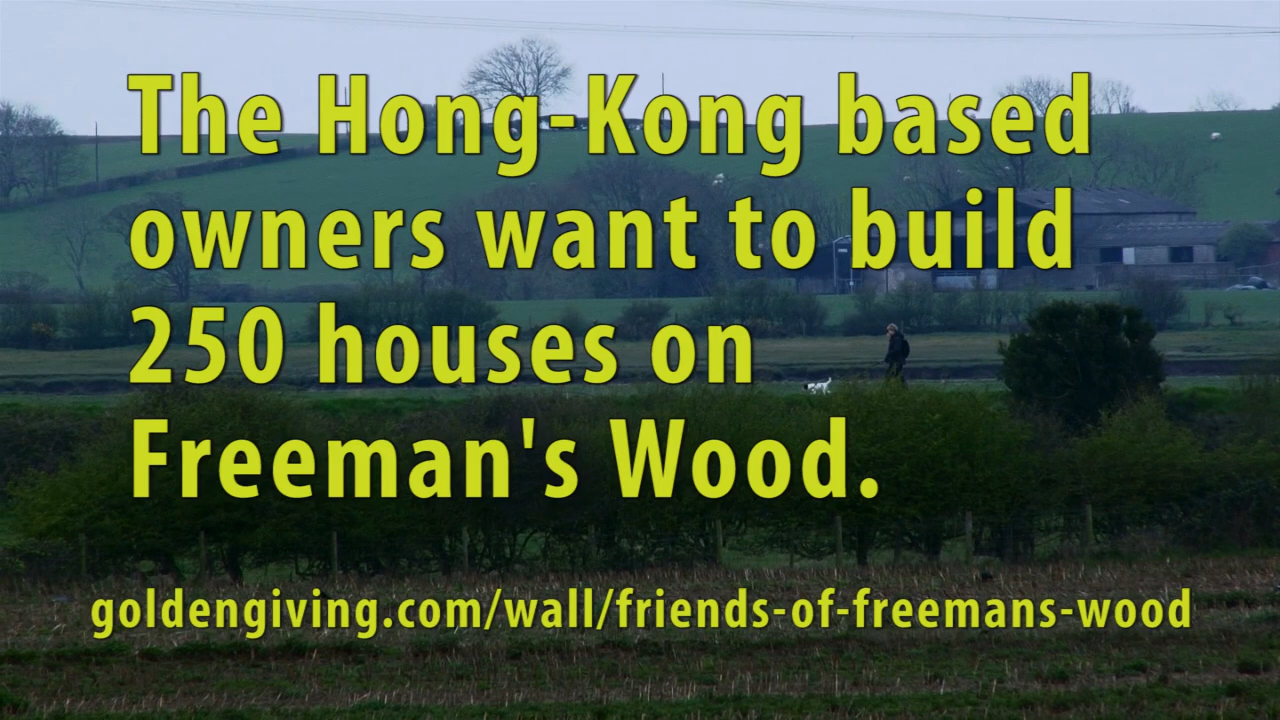 The Hong-Kong based
owners want to build
250 houses on
Freeman's Wood.
goldengiving.com/wall/friends-of-freemans-wood